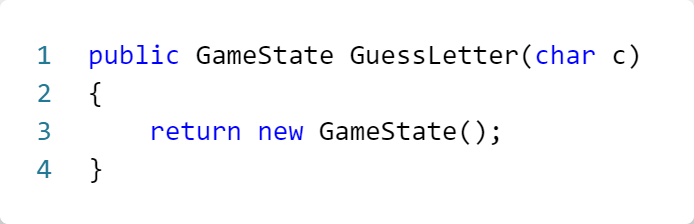 1 public GameState GuessLetter(char c)
2 {
3     return new GameState();
4 }